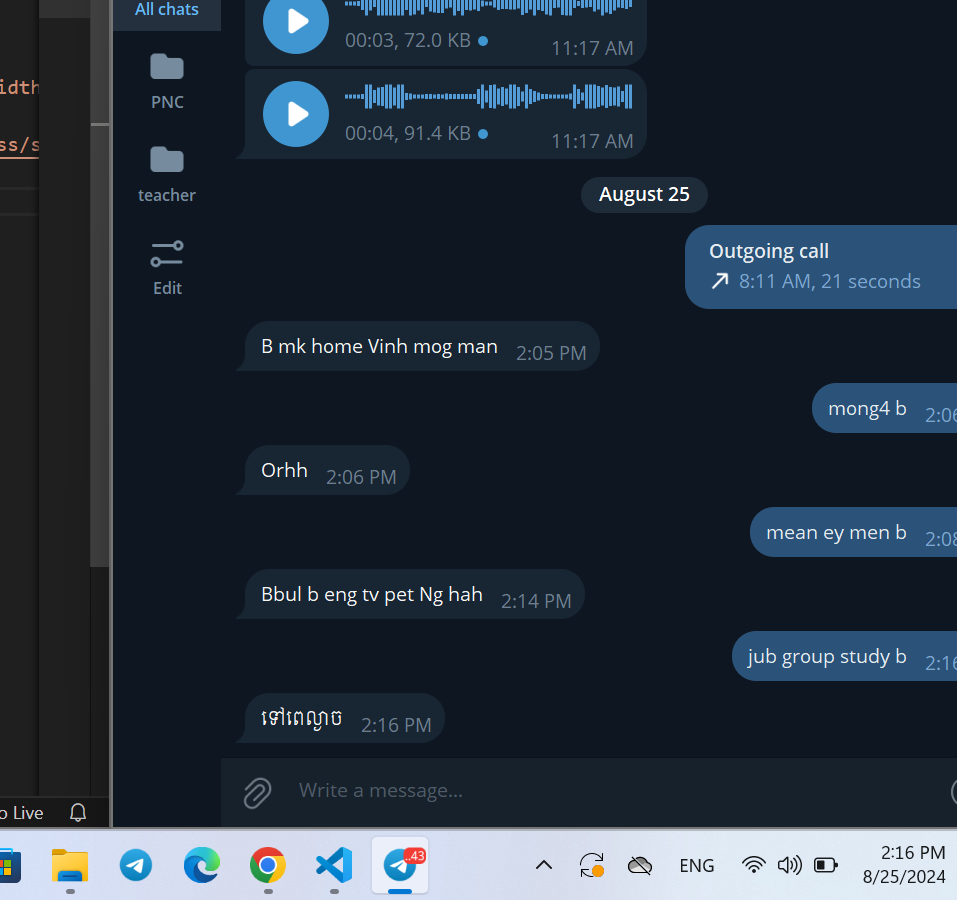 All chats
idth
00:03, 72.0 KB
11:17 AM
PNC
ss/s
00:04, 91.4 KB
11:17 AM
teacher
August 25
Outgoing call
8:11 AM, 21 seconds
Edit
B mk home Vinh mog man 2:05 PM
mong4 b 2:06
Orhh 2:06 PM
mean ey men b 2:08
Bbul b eng tv pet Ng hah 2:14 PM
jub group study b 2:16
ទៅពេល្ងាច 2:16 PM
Write a message...
o Live
..43
ENG
2:16 PM
8/25/2024